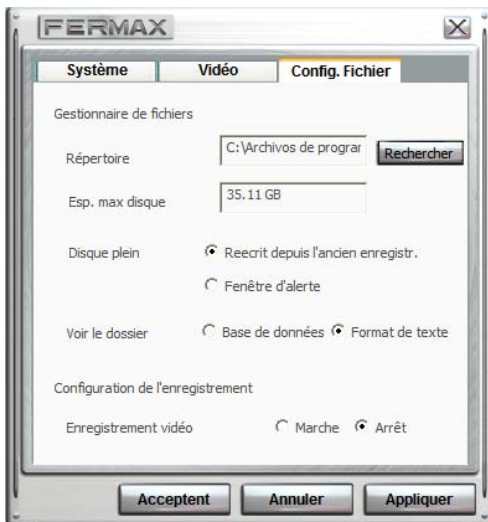 FERMAX
Système Vidéo Config. Fichier
Gestionnaire de fichiers
Répertoire C:\Archivos de prograr Rechercher
Esp. max disque 35.11 GB
Disque plein Reecrit depuis l'ancien enregistr.
Fenêtre d'alerte
Voir le dossier Base de données Format de texte
Configuration de l'enregistrement
Enregistrement vidéo Marche Arrêt
Acceptent Annuler Appliquer